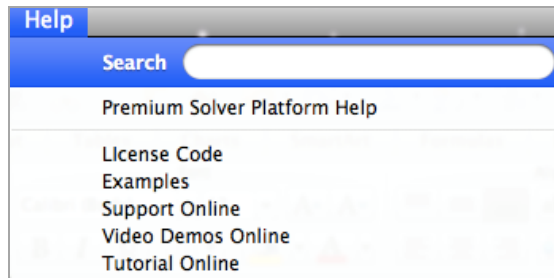 Help
Search
Premium Solver Platform Help
LIcense Code
Examples
Support Online
Video Demos Online
Tutorial Online